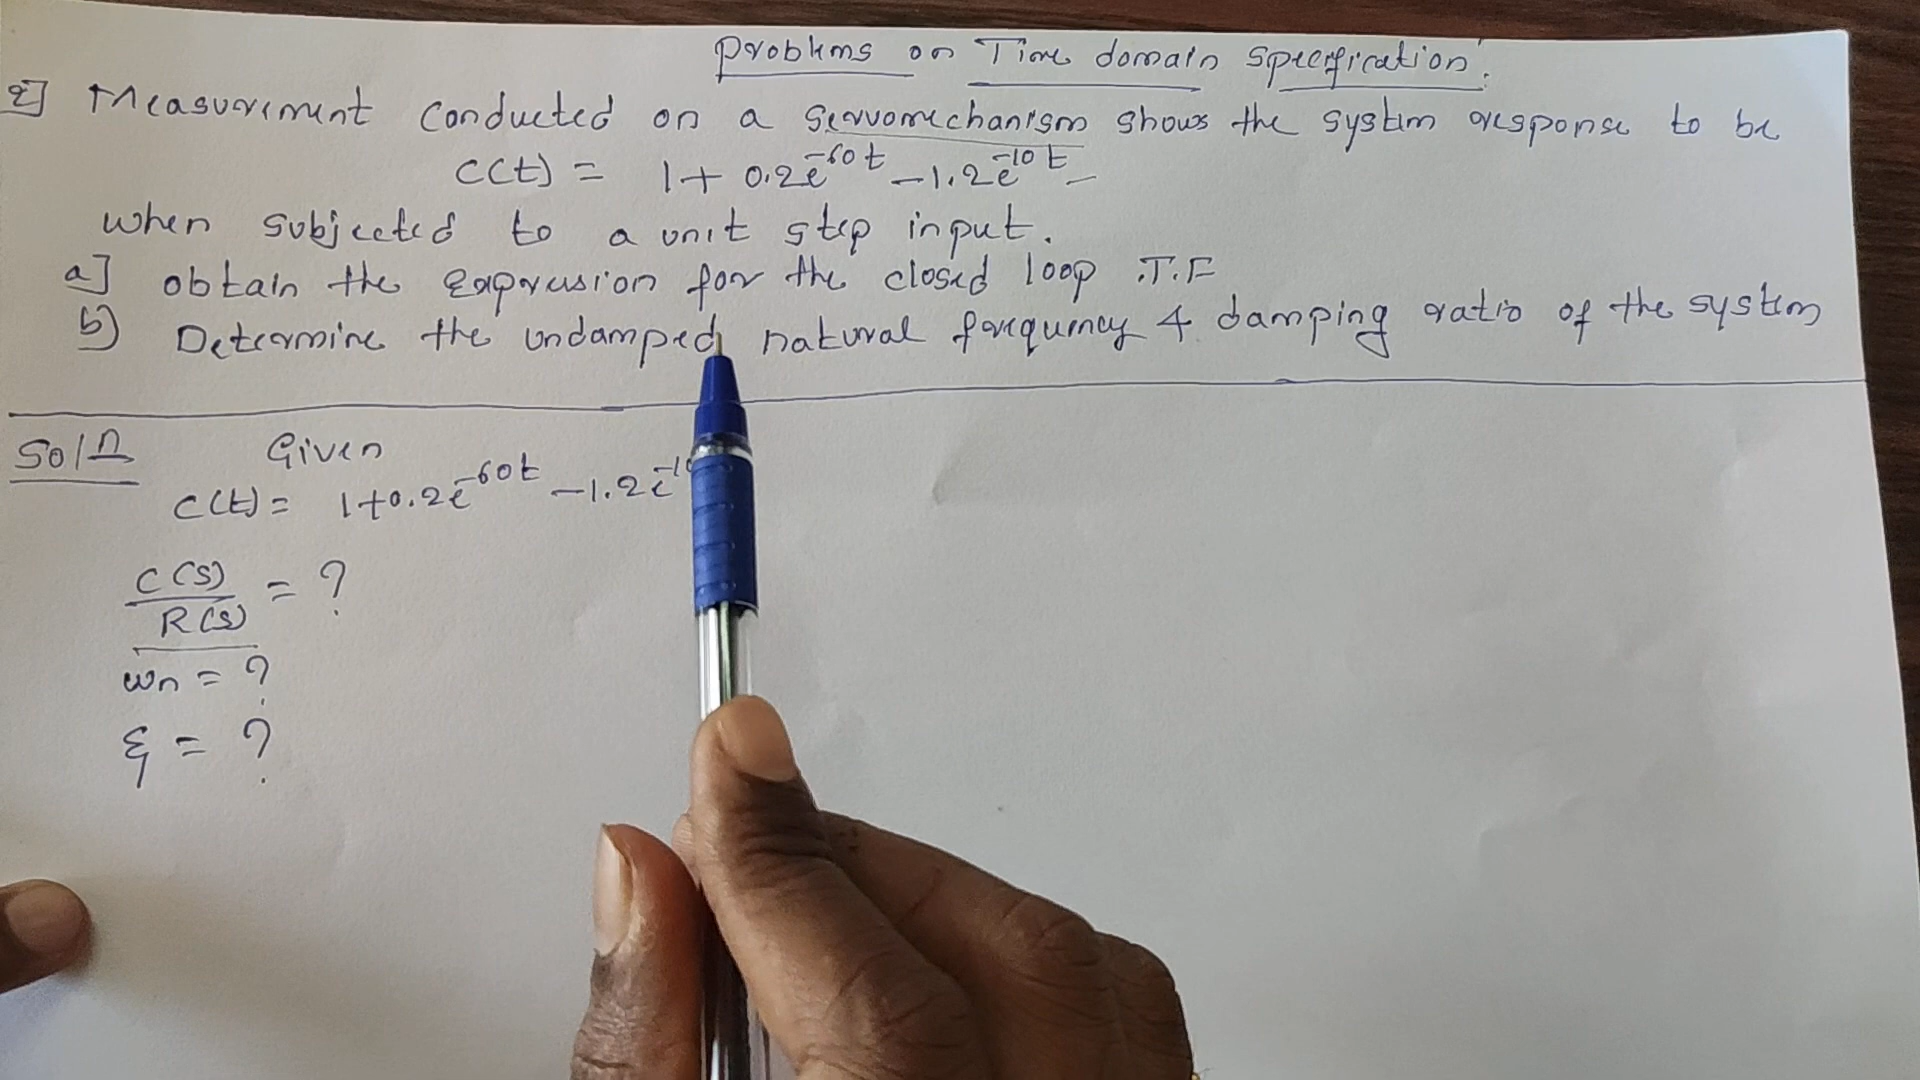 Problems on Time domain Specification.
2] Measurement conducted on a servomechanism shows the system response to be
C(t) = 1 + 0.2e^-60t - 1.2e^-10t
when subjected to a unit step input.
a] obtain the expression for the closed loop .T.F
b) Determine the undamped natural frequency & damping ratio of the system
Soln Given
C(t) = 1+0.2e^-60t -1.2e^-10
C(s)/R(s) = ?
ωn = ?
ξ = ?